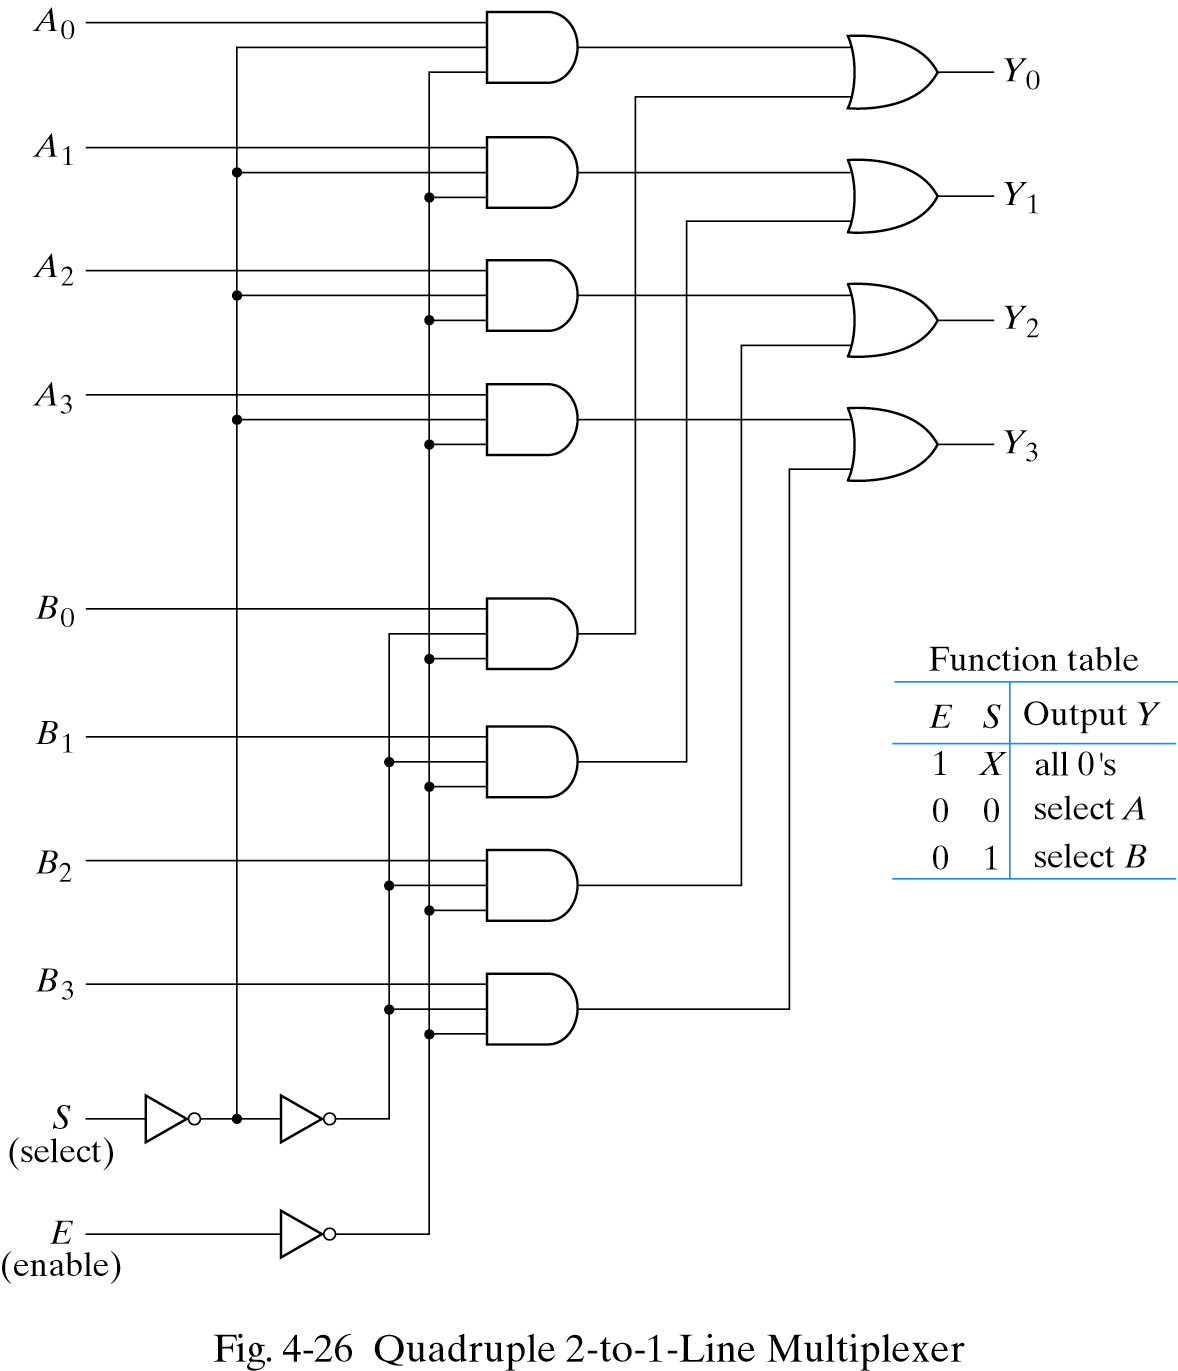 A0
Y0
A1
Y1
A2
Y2
A3
Y3
B0
Function table
E S Output Y
1 X all 0's
0 0 select A
0 1 select B
B1
B2
B3
S
(select)
E
(enable)
Fig. 4-26 Quadruple 2-to-1-Line Multiplexer